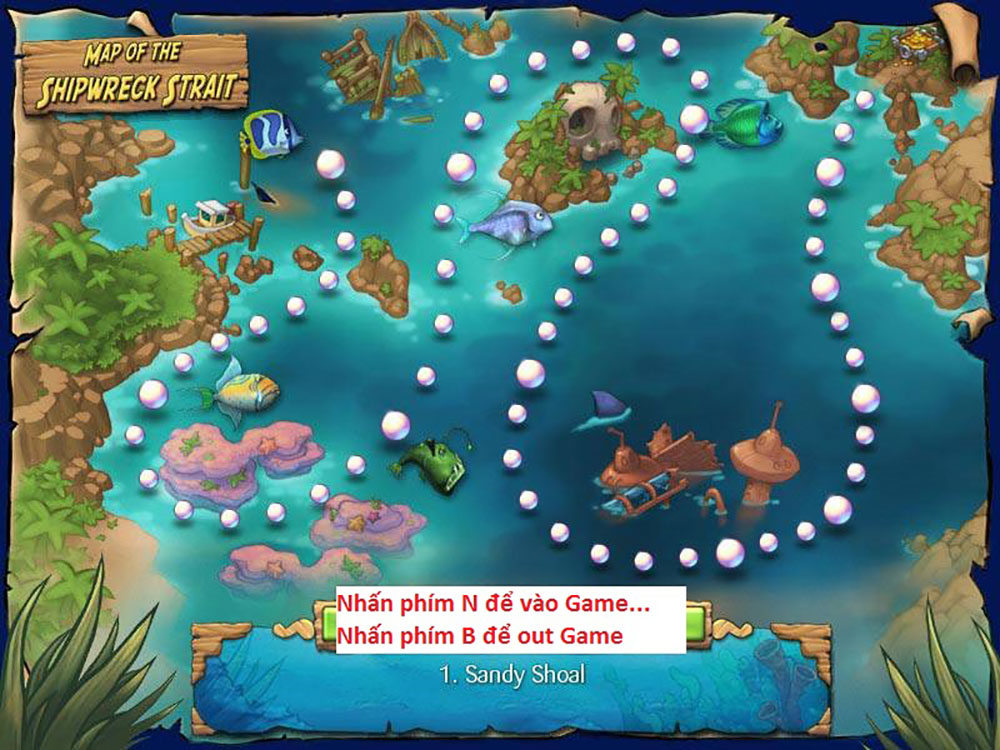 MAP OF THE
SHIPWRECK STRAIT
Nhấn phím N để vào Game...
Nhấn phím B để out Game
1. Sandy Shoal